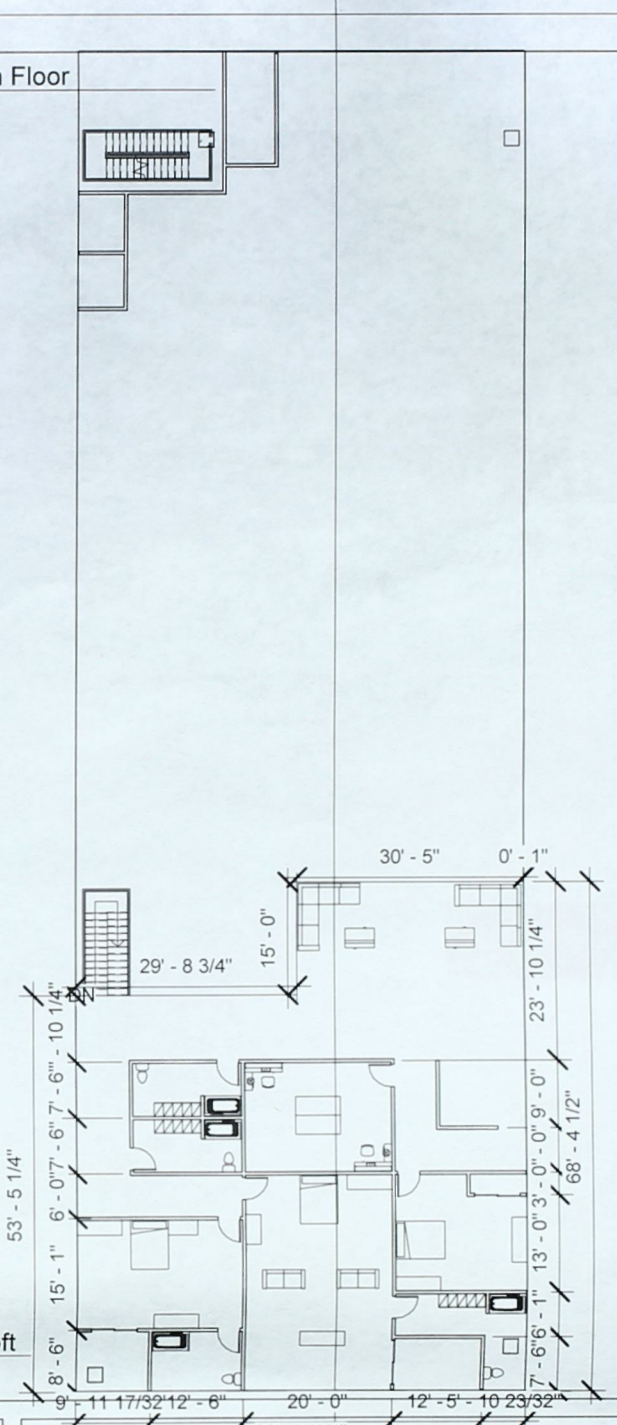 Floor
30' - 5"
0' - 1"
15' - 0"
29' - 8 3/4"
23' - 10 1/4"
DN
- 10 1/4"
7' - 6"
7' - 6"
6' - 0"
15' - 1"
8' - 6"
53' - 5 1/4"
9' - 0"
3' - 0"
13' - 0"
6' - 1"
7' - 6"
68' - 4 1/2"
9' - 11 17/32"
12' - 6"
20' - 0"
12' - 5' - 10 23/32"